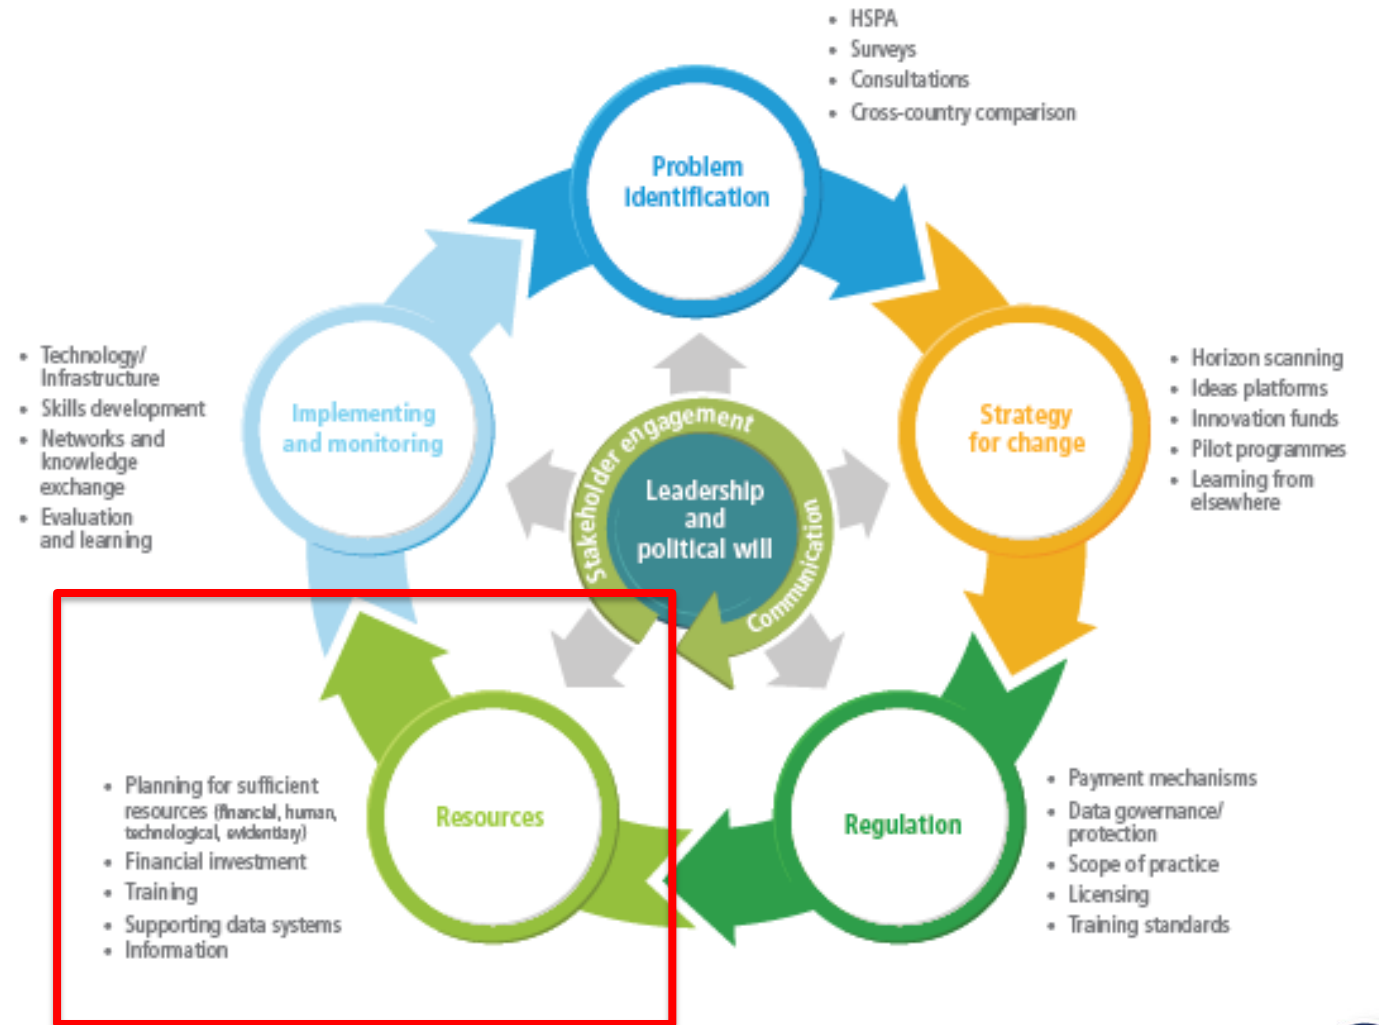 • HSPA
• Surveys
• Consultations
• Cross-country comparison
Problem
identification
• Technology/
Infrastructure
• Skills development
• Networks and
knowledge
exchange
• Evaluation
and learning
Implementing
and monitoring
Strategy
for change
• Horizon scanning
• Ideas platforms
• Innovation funds
• Pilot programmes
• Learning from
elsewhere
Stakeholder engagement
Communication
Leadership
and
political will
• Planning for sufficient
resources (financial, human,
technological, evidentiary)
• Financial investment
• Training
• Supporting data systems
• Information
Resources
Regulation
• Payment mechanisms
• Data governance/
protection
• Scope of practice
• Licensing
• Training standards